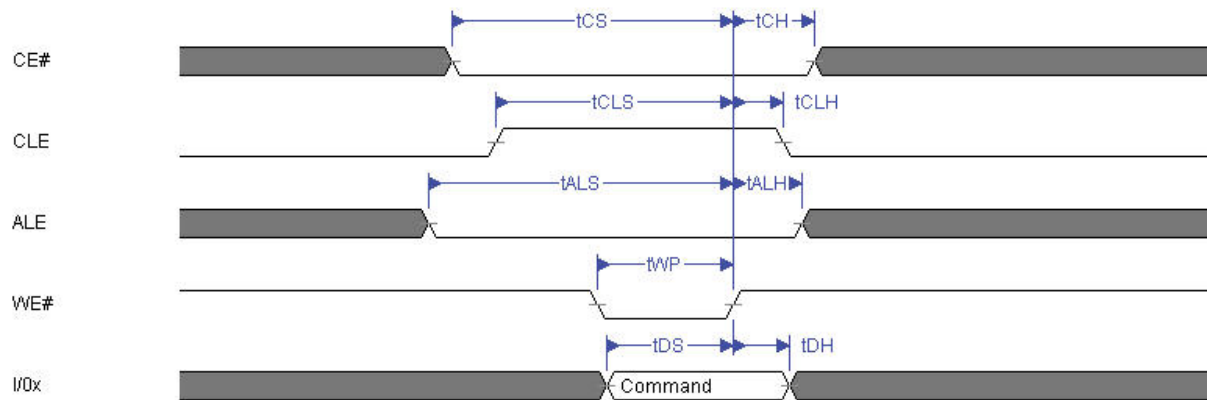 tCS tCH
CE#
tCLS tCLH
CLE
tALS tALH
ALE
tWP
WE#
tDS tDH
I/0x Command